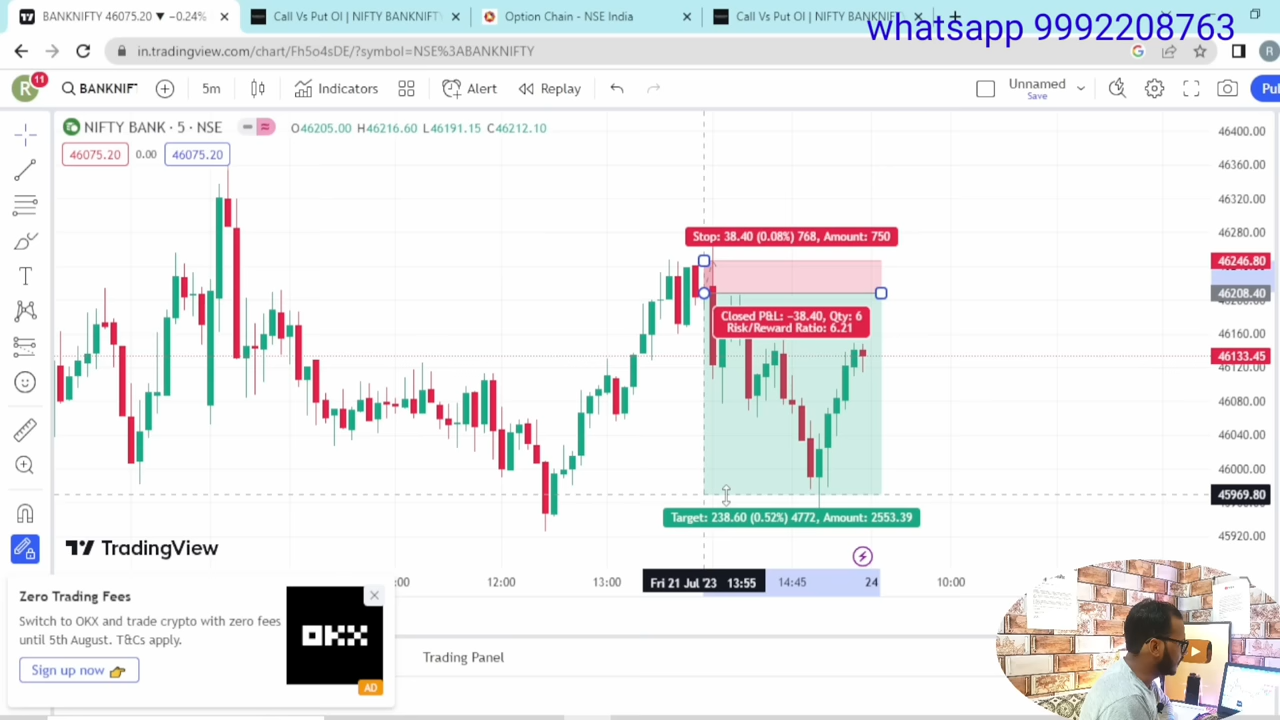 BANKNIFTY 46075.20 ▼ −0.24%
Call Vs Put OI | NIFTY BANKNIFTY
Option Chain - NSE India
Call Vs Put OI | NIFTY BANKNIF
whatsapp 9992208763
in.tradingview.com/chart/Fh5o4sDE/?symbol=NSE%3ABANKNIFTY
R
R
11
BANKNIF
5m
Indicators
Alert
Replay
Unnamed
Save
Pu
NIFTY BANK · 5 · NSE
O46205.00 H46216.60 L46191.15 C46212.10
46075.20 0.00 46075.20
46400.00
46360.00
46320.00
46280.00
Stop: 38.40 (0.08%) 768, Amount: 750
46246.80
46208.40
Closed P&L: −38.40, Qty: 6
Risk/Reward Ratio: 6.21
46160.00
46133.45
46120.00
46080.00
46040.00
46000.00
45969.80
Target: 238.60 (0.52%) 4772, Amount: 2553.39
45920.00
TradingView
:00
12:00
13:00
Fri 21 Jul '23 13:55
14:45
24
10:00
Zero Trading Fees
Switch to OKX and trade crypto with zero fees
until 5th August. T&Cs apply.
Sign up now
OKX
AD
Trading Panel